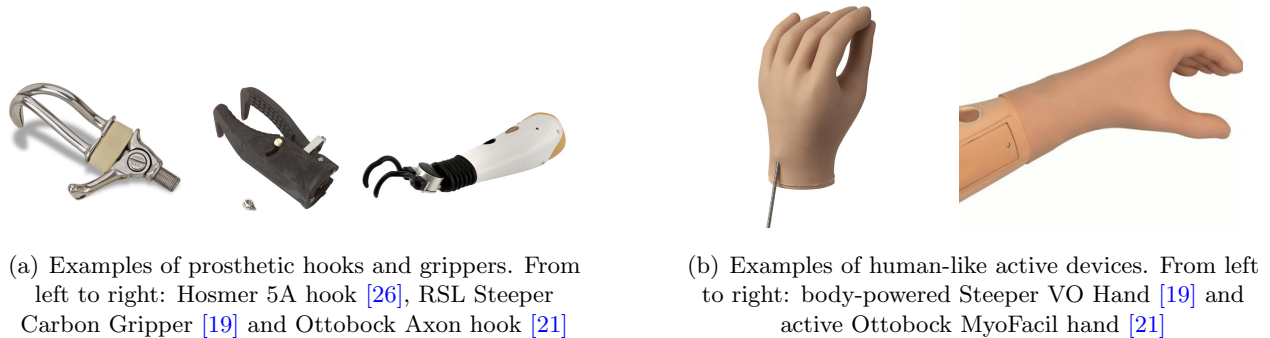 (a) Examples of prosthetic hooks and grippers. From
left to right: Hosmer 5A hook [26], RSL Steeper
Carbon Gripper [19] and Ottobock Axon hook [21]
(b) Examples of human-like active devices. From left
to right: body-powered Steeper VO Hand [19] and
active Ottobock MyoFacil hand [21]